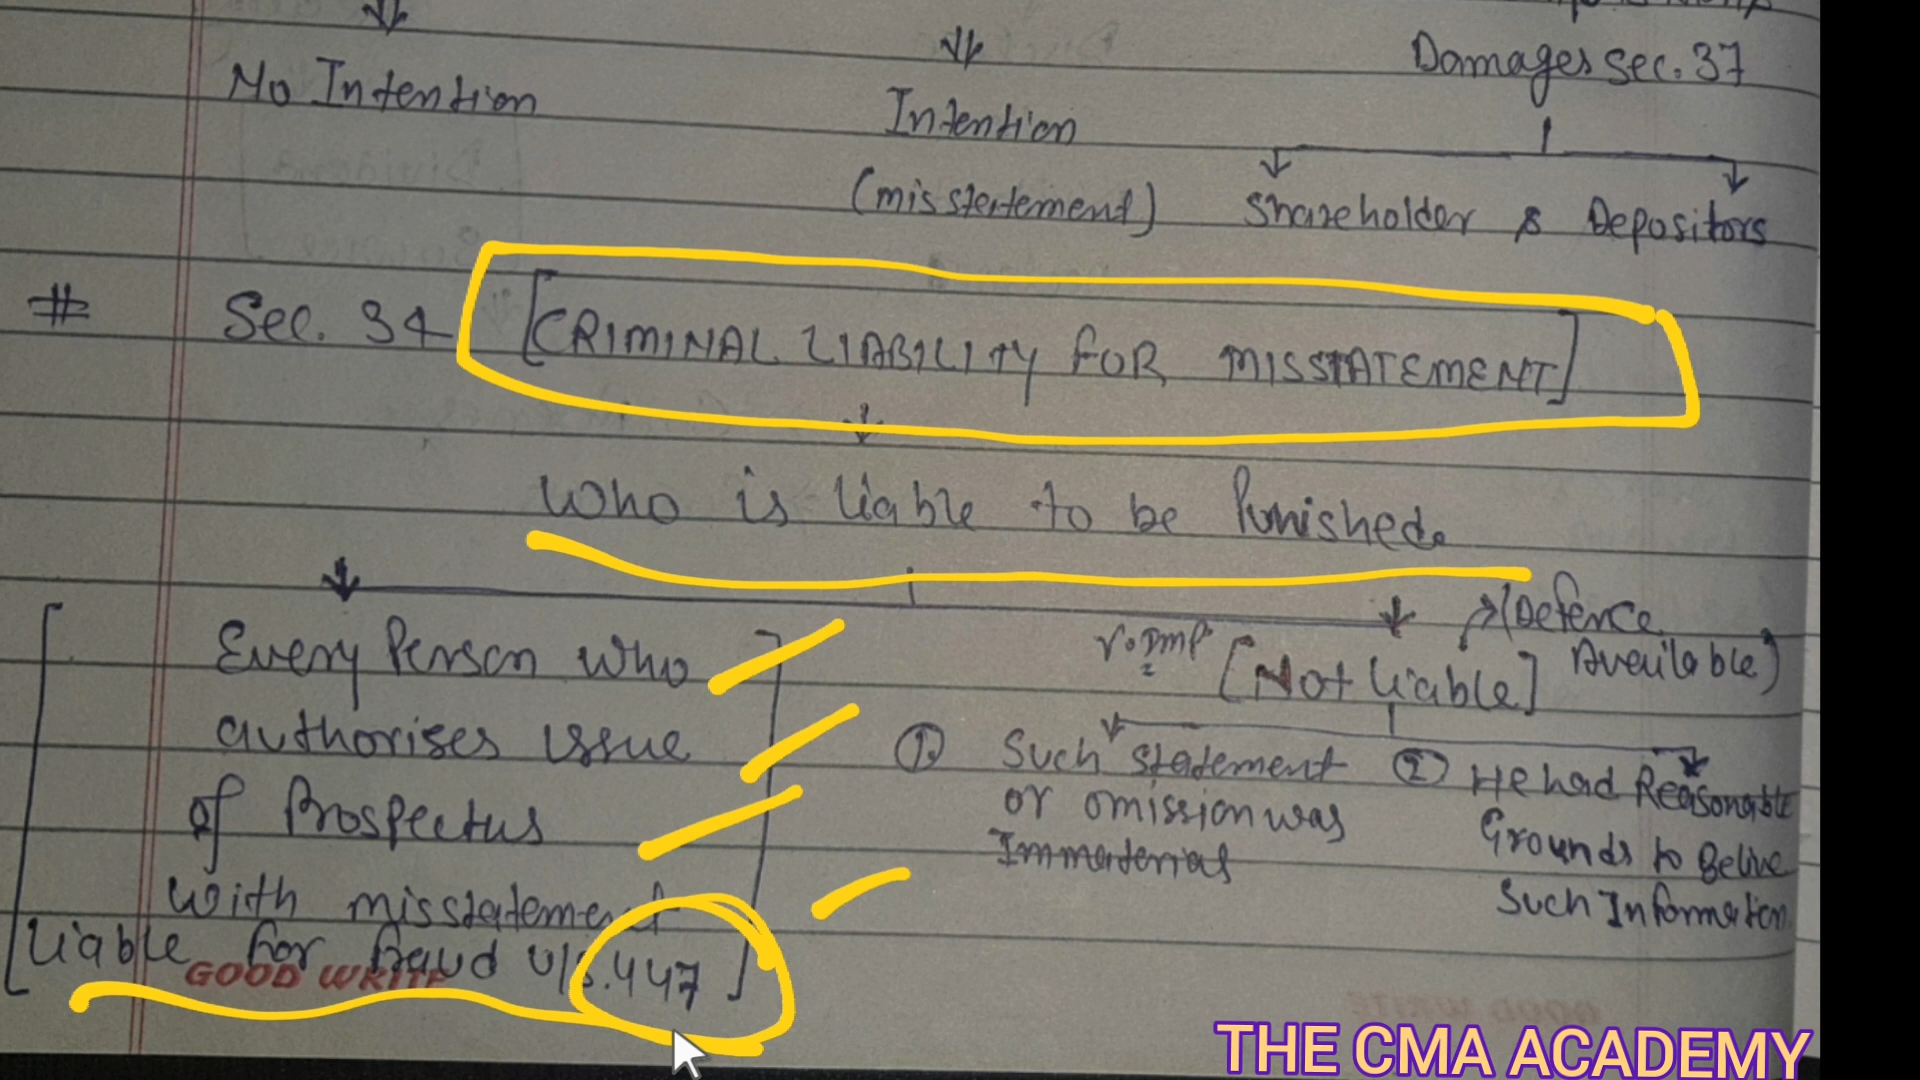 Damages Sec. 37
No Intention
Intention
(misstatement) Shareholder & Depositors
# Sec. 34 [CRIMINAL LIABILITY FOR MISSTATEMENT]
Who is liable to be Punished.
(Defence Available)
V.Imp [Not liable]
Every Person who
authorises issue
of Prospectus
with misstatement
liable for fraud u/s. 447
① Such statement
or omission was
Immaterial
② He had Reasonable
Grounds to Belive
Such Information
GOOD WRITE
THE CMA ACADEMY